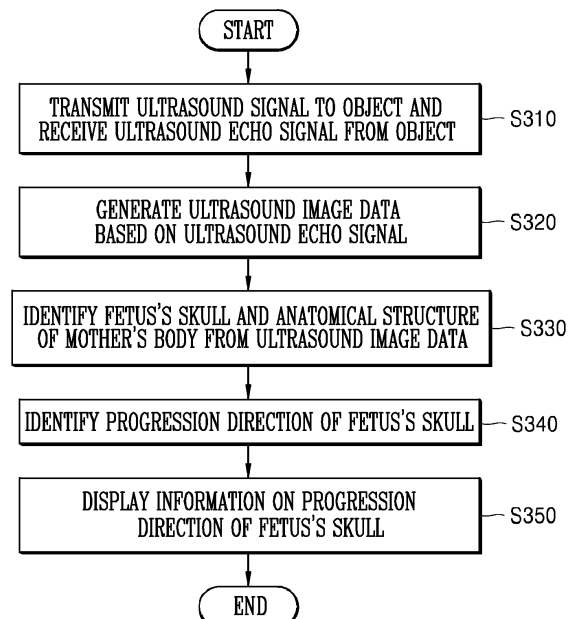 START
TRANSMIT ULTRASOUND SIGNAL TO OBJECT AND
RECEIVE ULTRASOUND ECHO SIGNAL FROM OBJECT
S310
GENERATE ULTRASOUND IMAGE DATA
BASED ON ULTRASOUND ECHO SIGNAL
S320
IDENTIFY FETUS'S SKULL AND ANATOMICAL STRUCTURE
OF MOTHER'S BODY FROM ULTRASOUND IMAGE DATA
S330
IDENTIFY PROGRESSION DIRECTION OF FETUS'S SKULL
S340
DISPLAY INFORMATION ON PROGRESSION
DIRECTION OF FETUS'S SKULL
S350
END